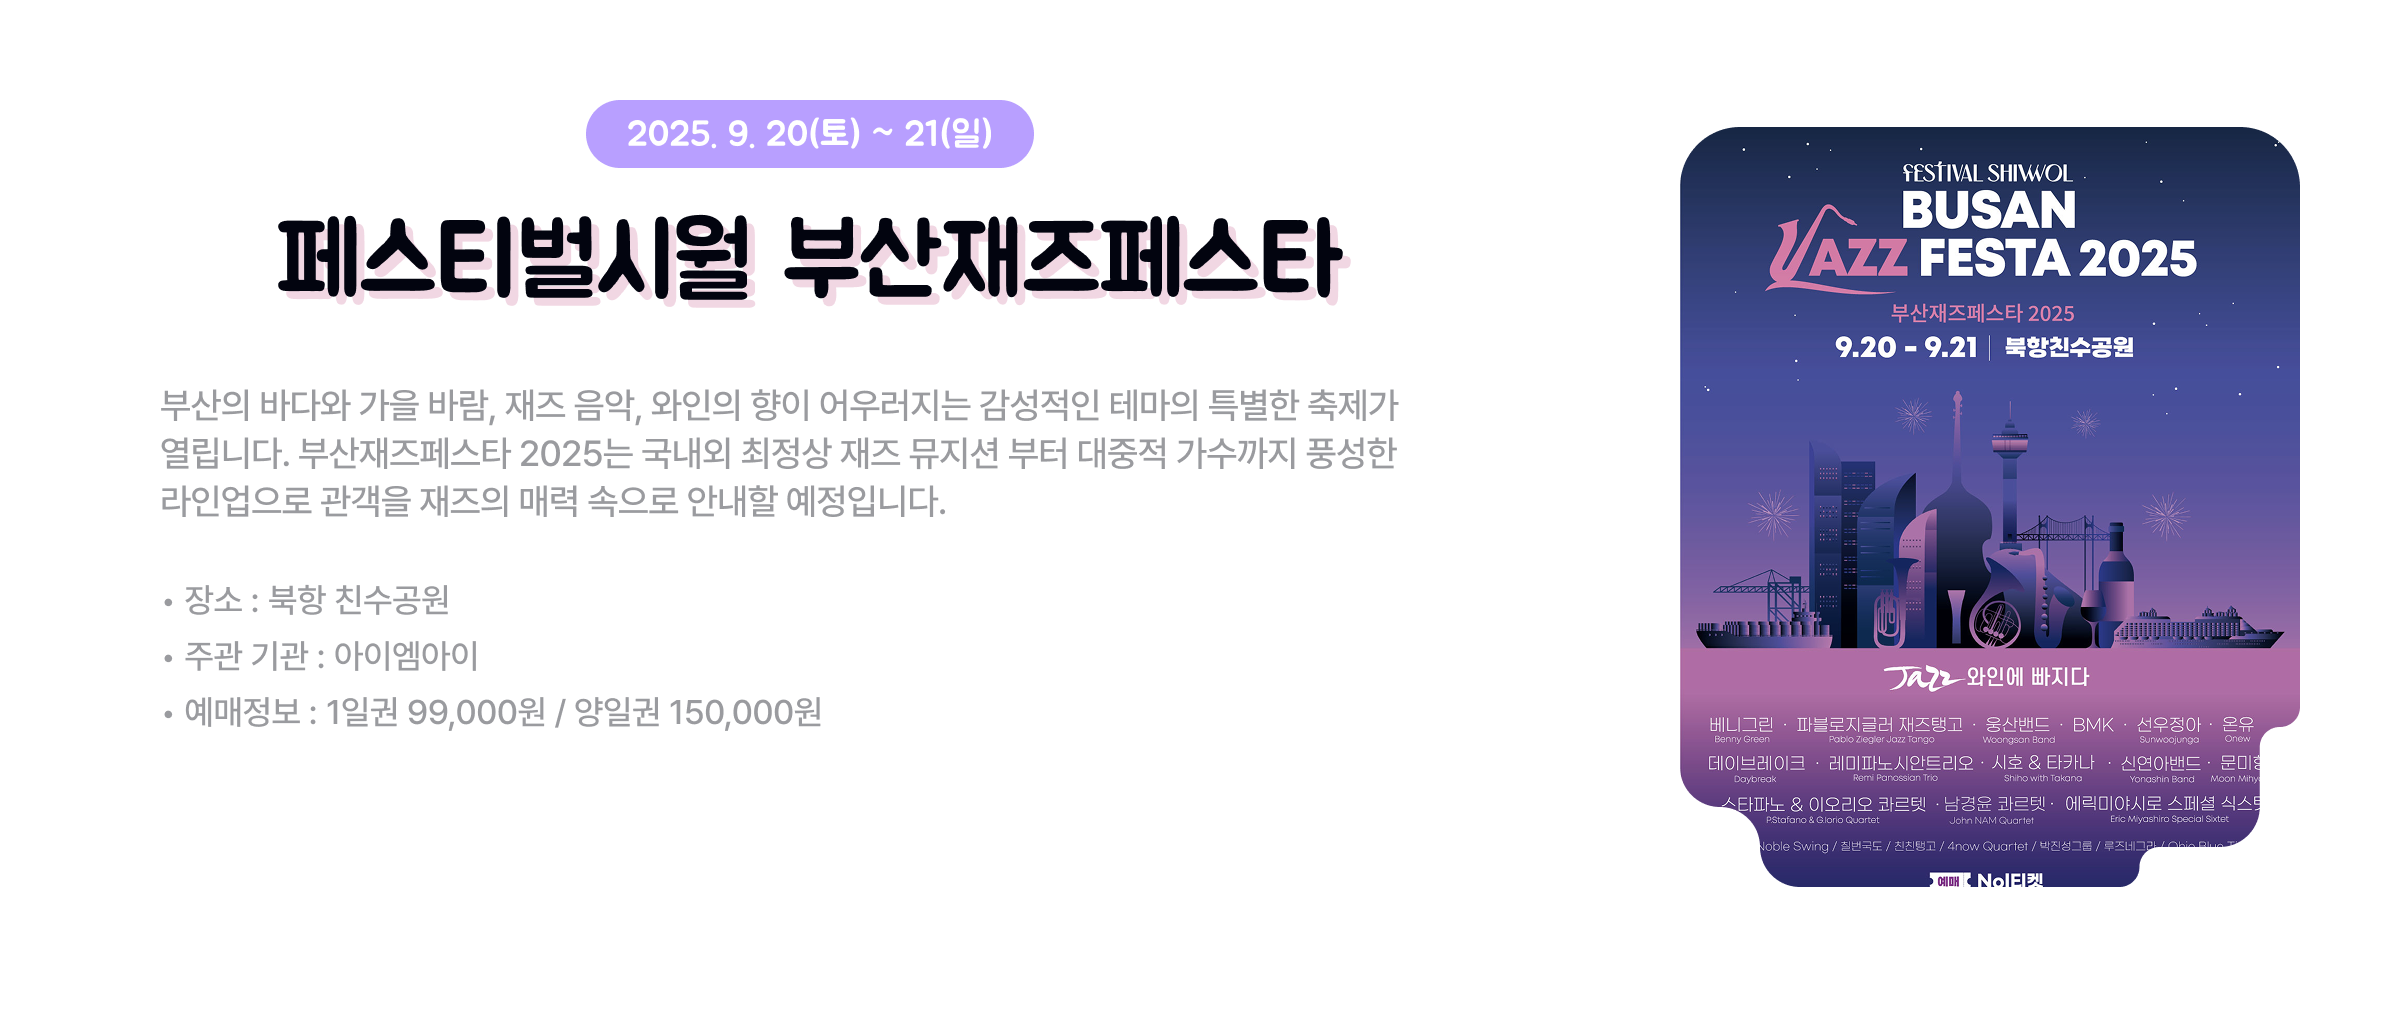 2025. 9. 20(토) ~ 21(일)
페스티벌시월 부산재즈페스타
부산의 바다와 가을 바람, 재즈 음악, 와인의 향이 어우러지는 감성적인 테마의 특별한 축제가
열립니다. 부산재즈페스타 2025는 국내외 최정상 재즈 뮤지션 부터 대중적 가수까지 풍성한
라인업으로 관객을 재즈의 매력 속으로 안내할 예정입니다.
• 장소 : 북항 친수공원
• 주관 기관 : 아이엠아이
• 예매정보 : 1일권 99,000원 / 양일권 150,000원
FESTIVAL SHIWOL
BUSAN
JAZZ FESTA 2025
부산재즈페스타 2025
9.20 - 9.21 | 북항친수공원
Jazz 와인에 빠지다
베니그린 · 파블로지글러 재즈탱고 · 웅산밴드 · BMK · 선우정아 · 온유
Benny Green Pablo Ziegler Jazz Tango Woongsan Band Sunwoojunga Onew
데이브레이크 · 레미파노시안트리오 · 시호 & 타카나 · 신연아밴드 · 문미향
Daybreak Remi Panossian Trio Shiho with Takana Yonashin Band Moon
스타파노 & 이오리오 콰르텟 · 남경윤 콰르텟 · 에릭미야시로 스페셜 식스텟
P.Stafano & G.Iorio Quartet John NAM Quartet Eric Miyashiro Special Sixtet
Noble Swing / 칠번국도 / 친친탱고 / 4now Quartet / 박진성그룹 / 루즈네그라 / Ohio Blue
예매 Nol티켓